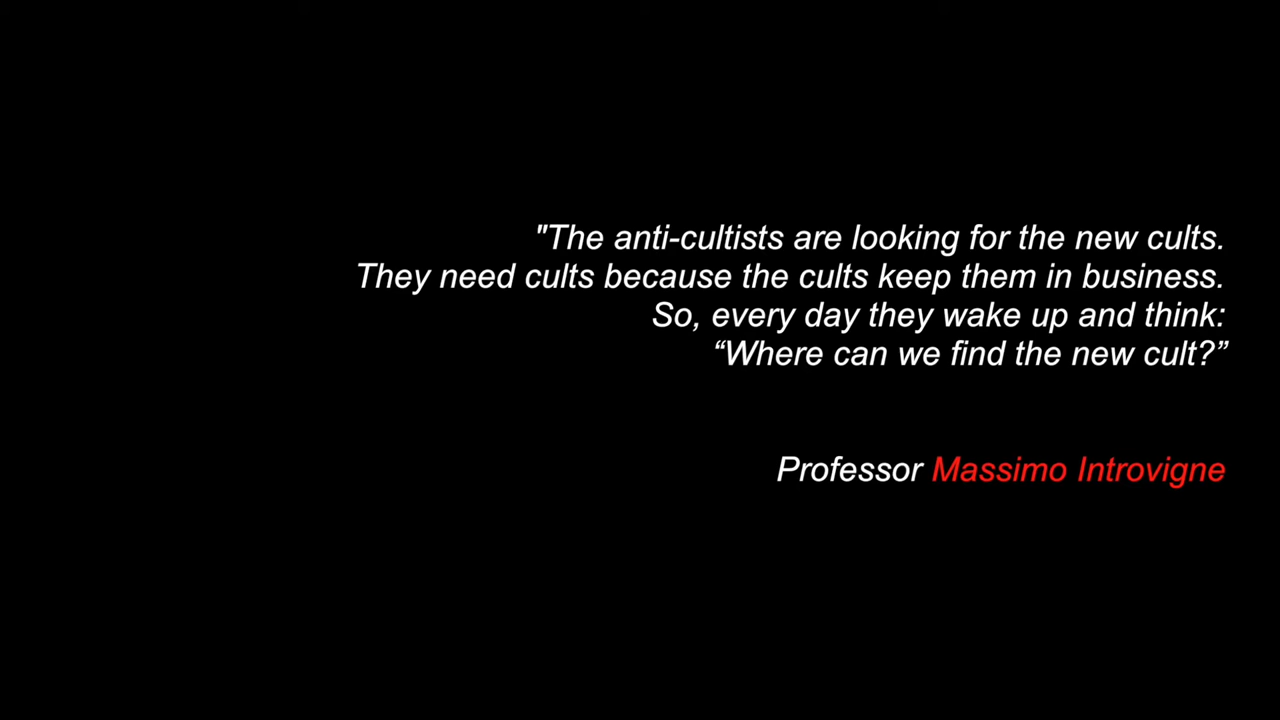 "The anti-cultists are looking for the new cults.
They need cults because the cults keep them in business.
So, every day they wake up and think:
“Where can we find the new cult?”
Professor Massimo Introvigne